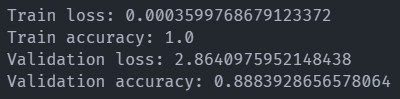 Train loss: 0.0003599768679123372
Train accuracy: 1.0
Validation loss: 2.8640975952148438
Validation accuracy: 0.8883928656578064